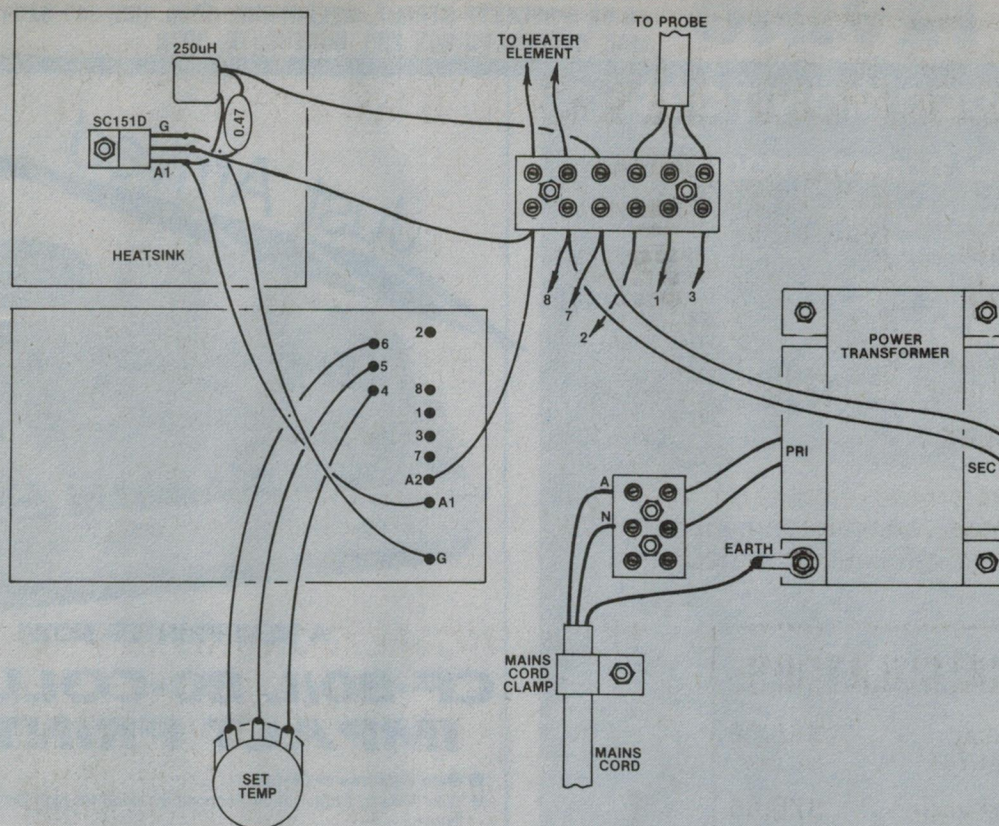 TO PROBE
TO HEATER
ELEMENT
250uH
0.47
SC151D
G
A1
HEATSINK
8
7
2
1
3
POWER
TRANSFORMER
6
5
4
2
8
1
3
7
A2
A1
G
PRI
SEC
A
N
EARTH
MAINS
CORD
CLAMP
MAINS
CORD
SET
TEMP